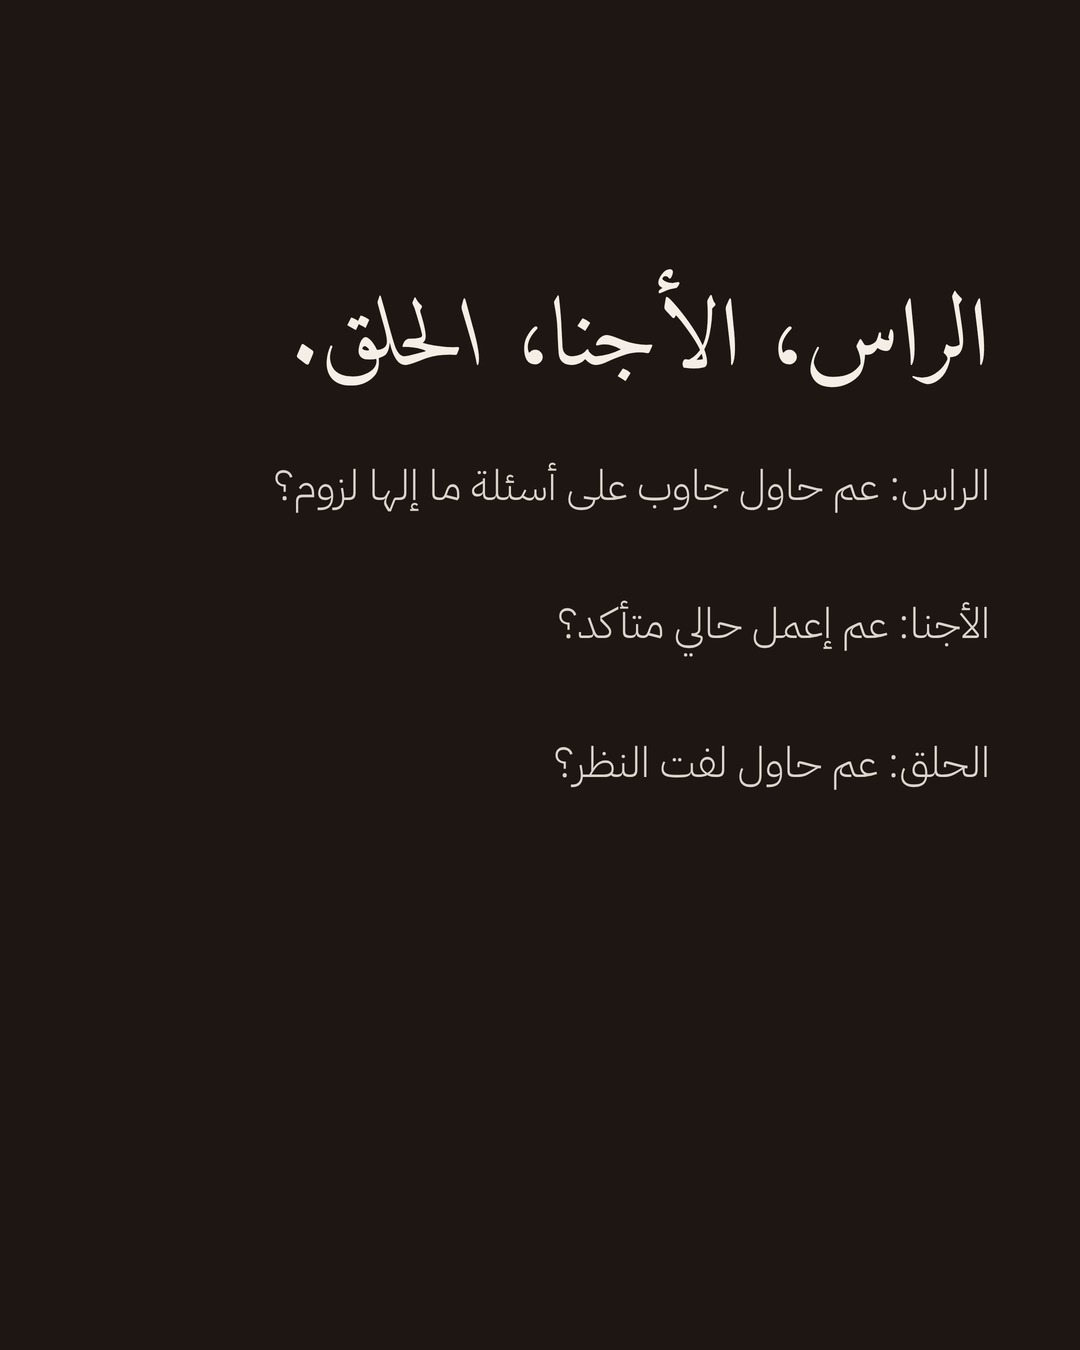 الراس، الأجنا، الحلق.
الراس: عم حاول جاوب على أسئلة ما إلها لزوم؟
الأجنا: عم إعمل حالي متأكد؟
الحلق: عم حاول لفت النظر؟